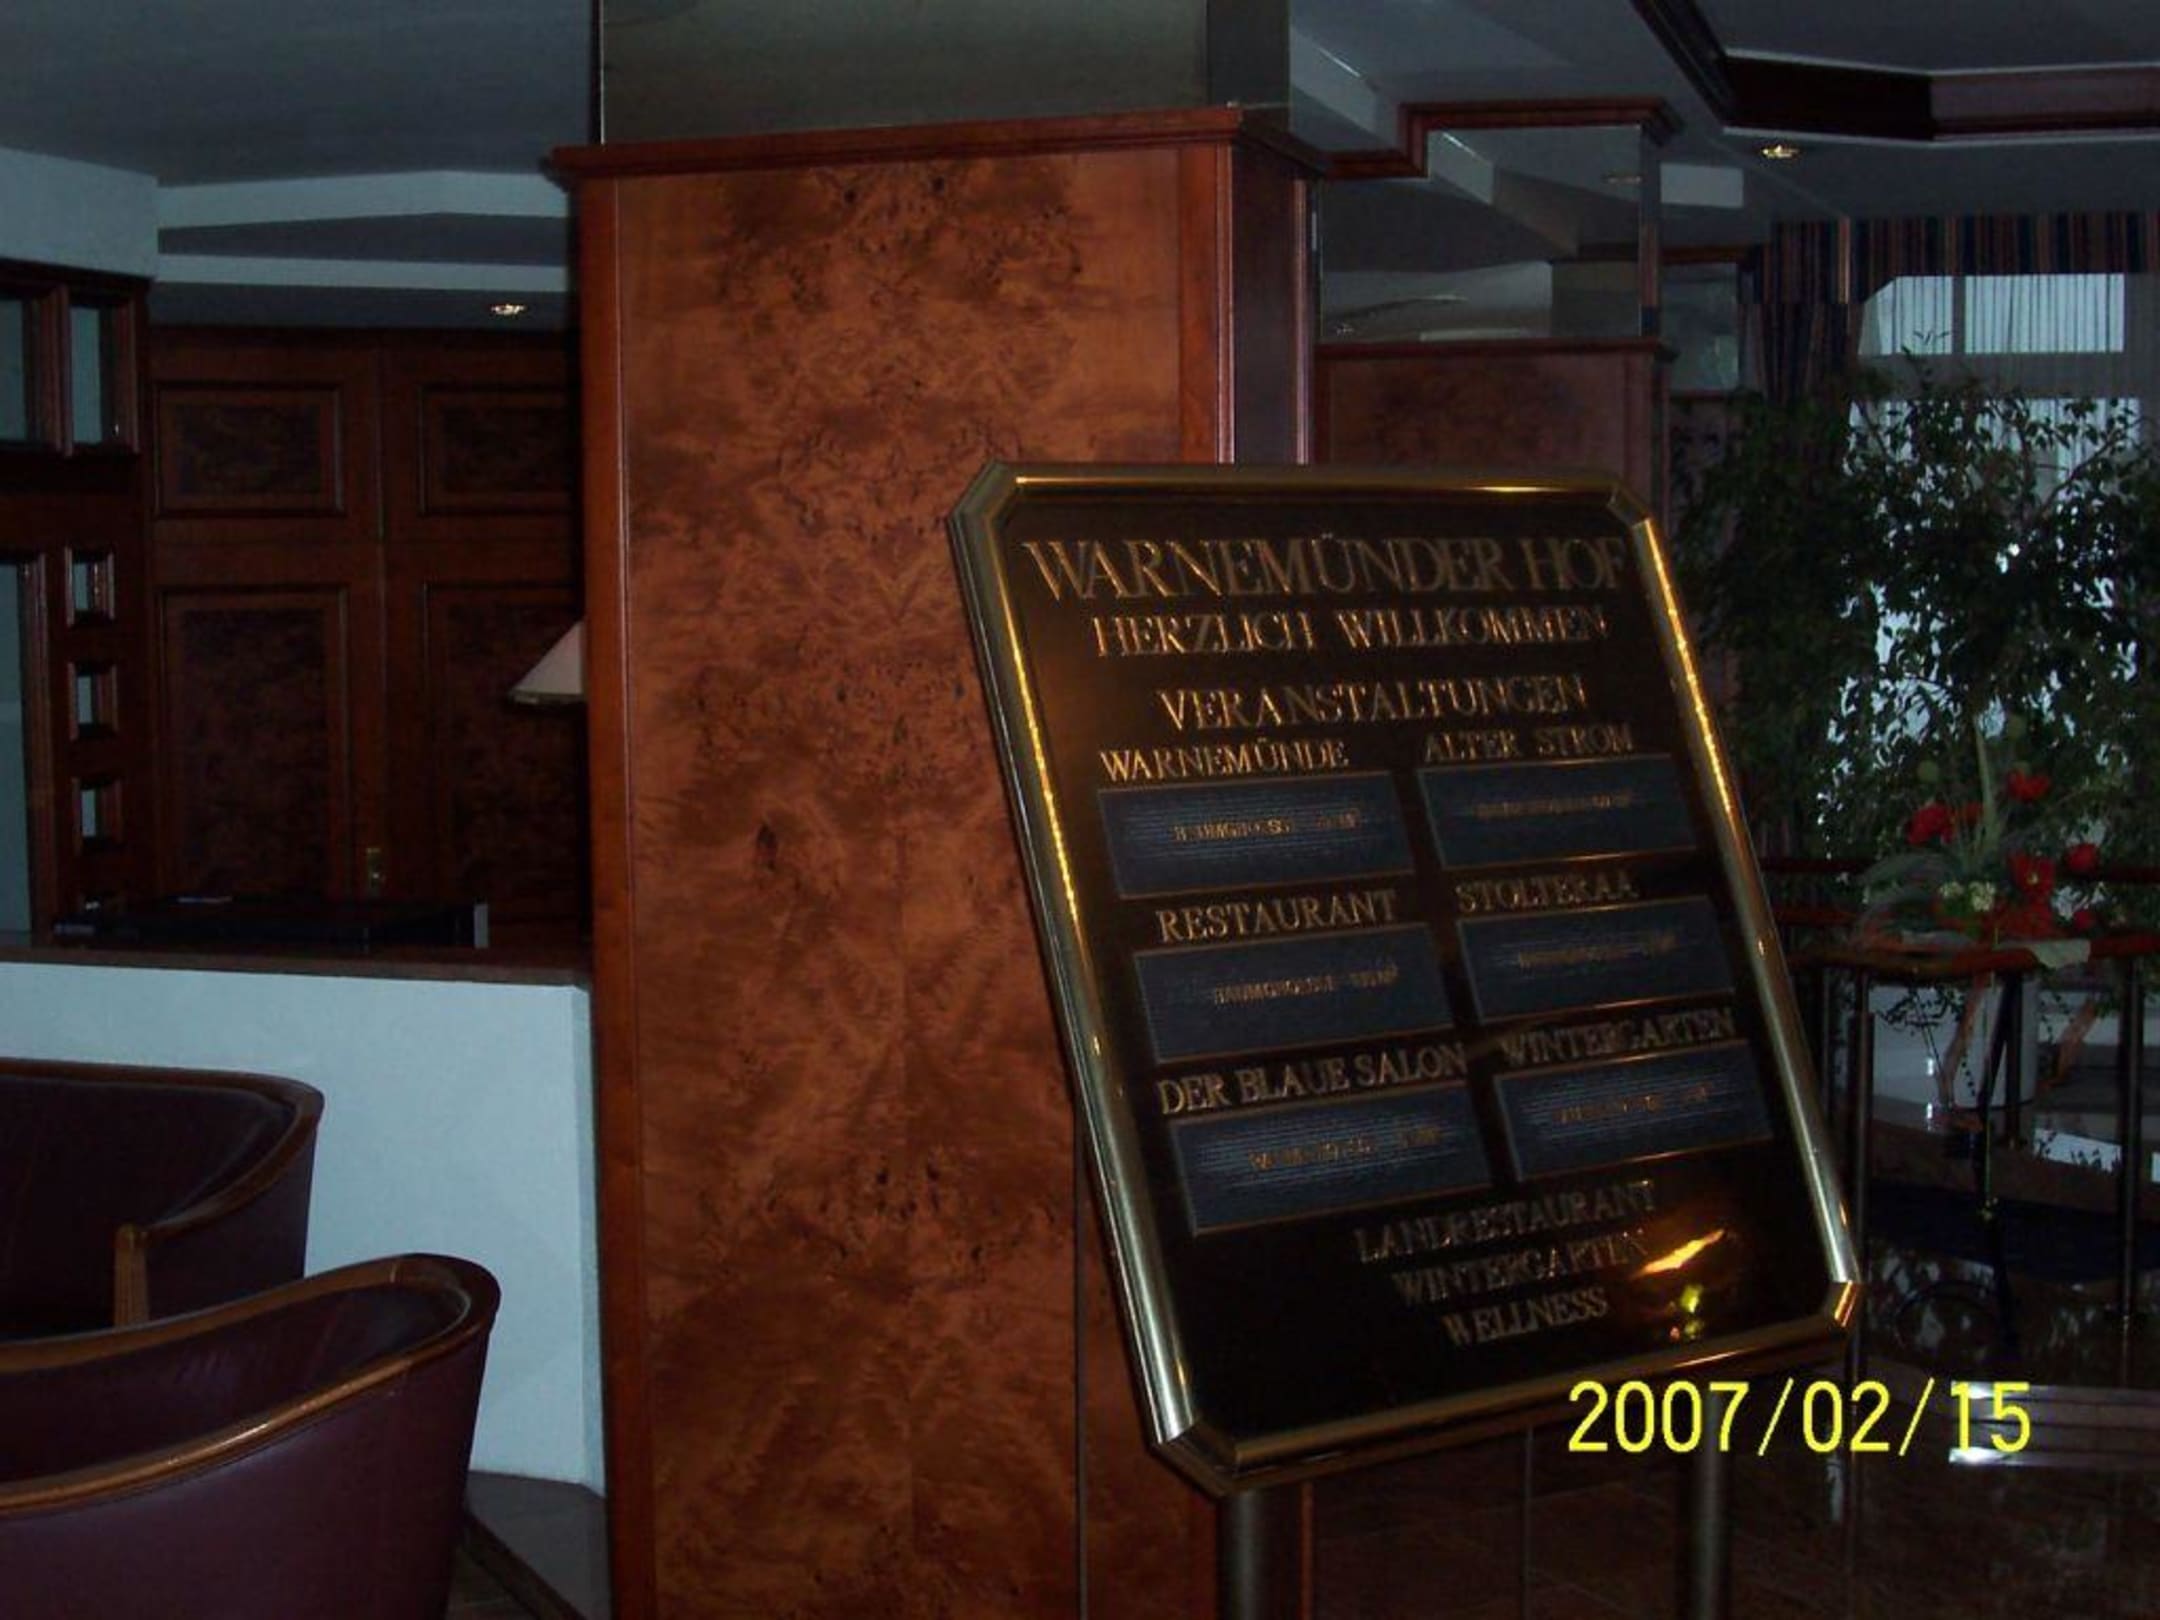 WARNEMÜNDER HOF
HERZLICH WILLKOMMEN
VERANSTALTUNGEN
WARNEMÜNDE ALTER STROM
RESTAURANT STOLTERAA
DER BLAUE SALON WINTERGARTEN
LANDRESTAURANT
WINTERGARTEN
WELLNESS
2007/02/15